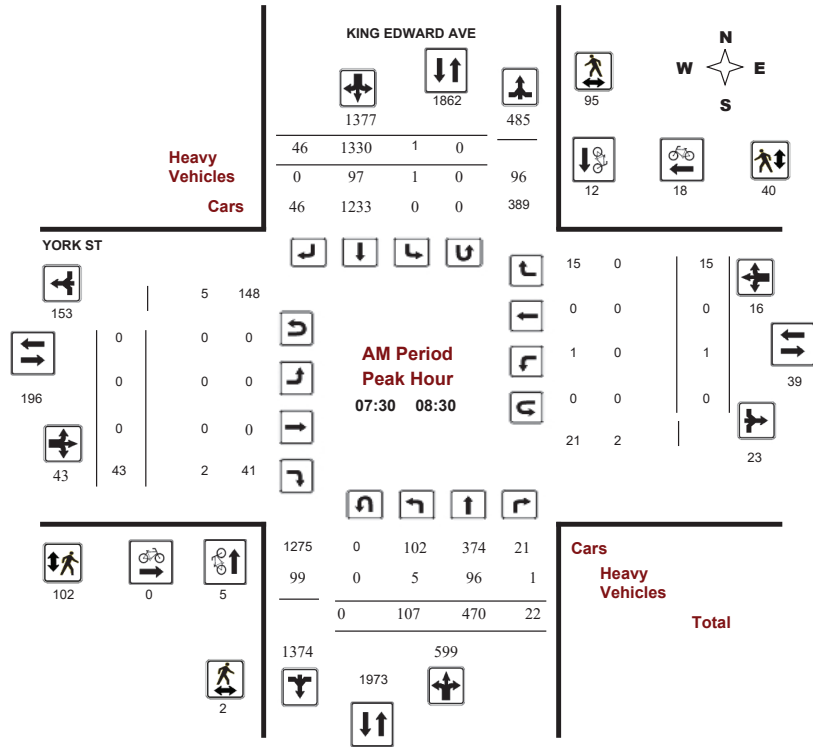 KING EDWARD AVE
N
W E
S
1862
95
1377 485
46 1330 1 0
Heavy
Vehicles
0 97 1 0 96
12 18 40
Cars 46 1233 0 0 389
YORK ST
15 0 15
5 148
153
0 0 0 16
0 0 0
AM Period
Peak Hour
1 0 1
39
196
0 0 0
07:30 08:30
0 0 0
0 0 0
21 2
23
43 43 2 41
1275 0 102 374 21 Cars
99 0 5 96 1 Heavy
Vehicles
102 0 5
0 107 470 22 Total
1374 599
1973
2